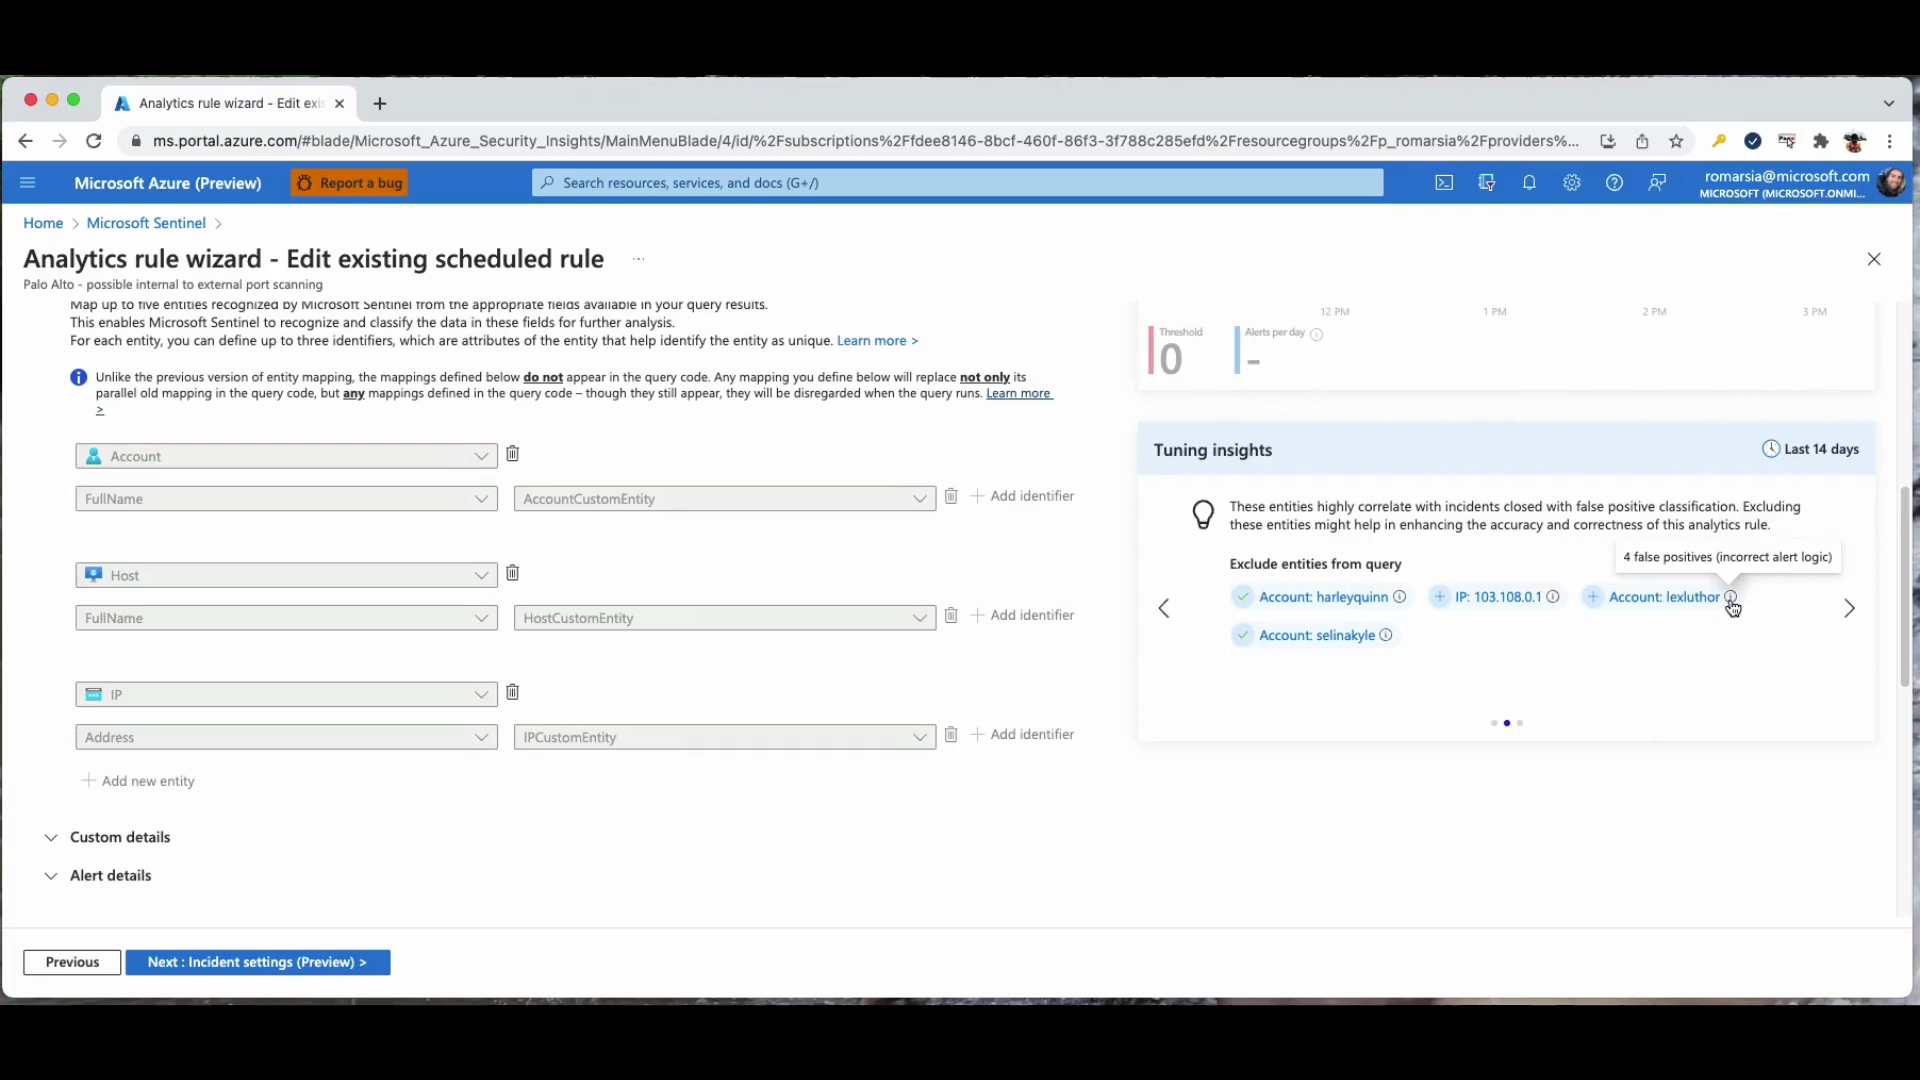 Analytics rule wizard - Edit exis
ms.portal.azure.com/#blade/Microsoft_Azure_Security_Insights/MainMenuBlade/4/id/%2Fsubscriptions%2Ffdee8146-8bcf-460f-86f3-3f788c285efd%2Fresourcegroups%2Fp_romarsia%2Fproviders%...
Microsoft Azure (Preview)
Report a bug
Search resources, services, and docs (G+/)
romarsia@microsoft.com
MICROSOFT (MICROSOFT.ONMI...
Home > Microsoft Sentinel >
Analytics rule wizard - Edit existing scheduled rule ...
Palo Alto - possible internal to external port scanning
Map up to five entities recognized by Microsoft Sentinel from the appropriate fields available in your query results.
This enables Microsoft Sentinel to recognize and classify the data in these fields for further analysis.
For each entity, you can define up to three identifiers, which are attributes of the entity that help identify the entity as unique. Learn more >
Unlike the previous version of entity mapping, the mappings defined below do not appear in the query code. Any mapping you define below will replace not only its
parallel old mapping in the query code, but any mappings defined in the query code – though they still appear, they will be disregarded when the query runs. Learn more
>
Account
FullName
AccountCustomEntity
Add identifier
Host
FullName
HostCustomEntity
Add identifier
IP
Address
IPCustomEntity
Add identifier
Add new entity
Custom details
Alert details
Previous
Next : Incident settings (Preview) >
12 PM
1 PM
2 PM
3 PM
Threshold
0
Alerts per day
-
Tuning insights
Last 14 days
These entities highly correlate with incidents closed with false positive classification. Excluding
these entities might help in enhancing the accuracy and correctness of this analytics rule.
4 false positives (incorrect alert logic)
Exclude entities from query
Account: harleyquinn
IP: 103.108.0.1
Account: lexluthor
Account: selinakyle